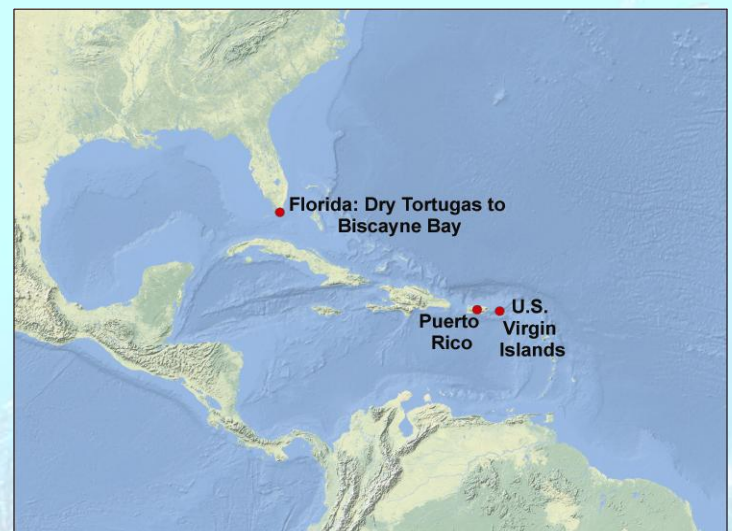 Florida: Dry Tortugas to
Biscayne Bay
Puerto
Rico
U.S.
Virgin
Islands